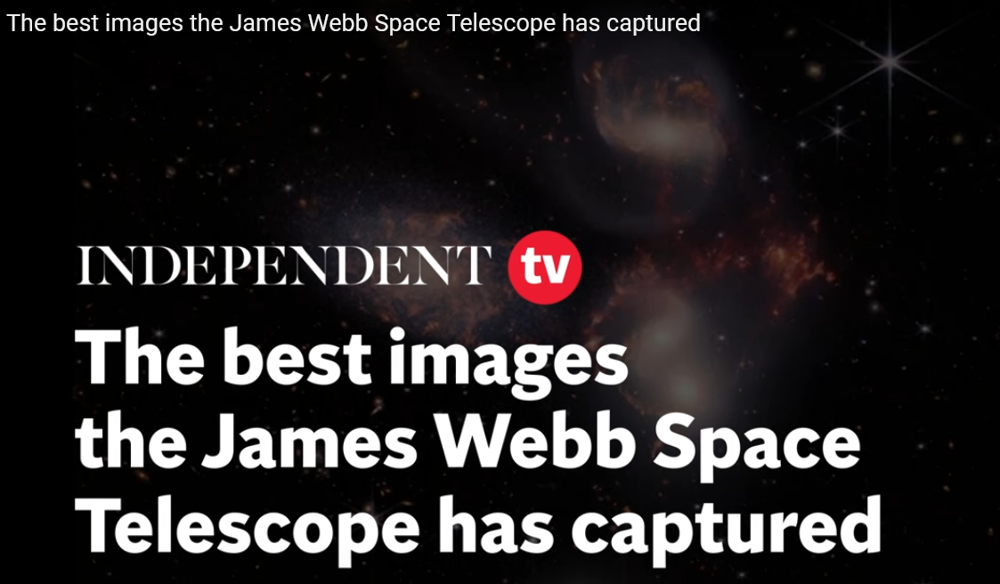 The best images the James Webb Space Telescope has captured
INDEPENDENT tv
The best images
the James Webb Space
Telescope has captured